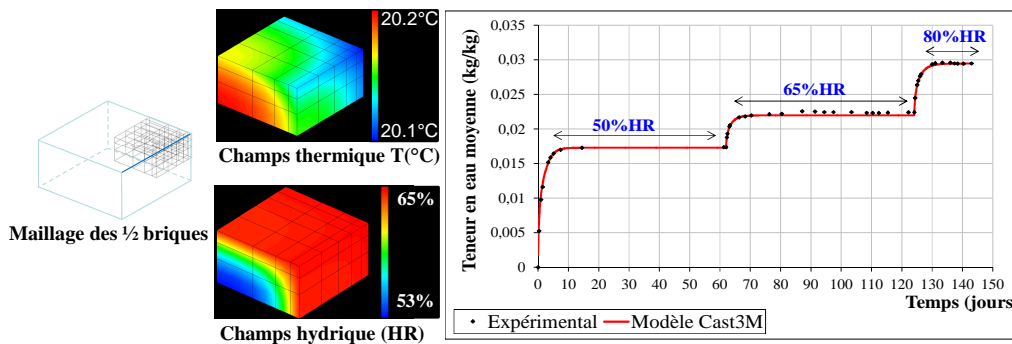 20.2°C
20.1°C
Champs thermique T(°C)
Maillage des ½ briques
65%
53%
Champs hydrique (HR)
Teneur en eau moyenne (kg/kg)
0,035
0,03
0,025
0,02
0,015
0,01
0,005
0
50%HR
65%HR
80%HR
0 10 20 30 40 50 60 70 80 90 100 110 120 130 140 150
Temps (jours
Expérimental
Modèle Cast3M